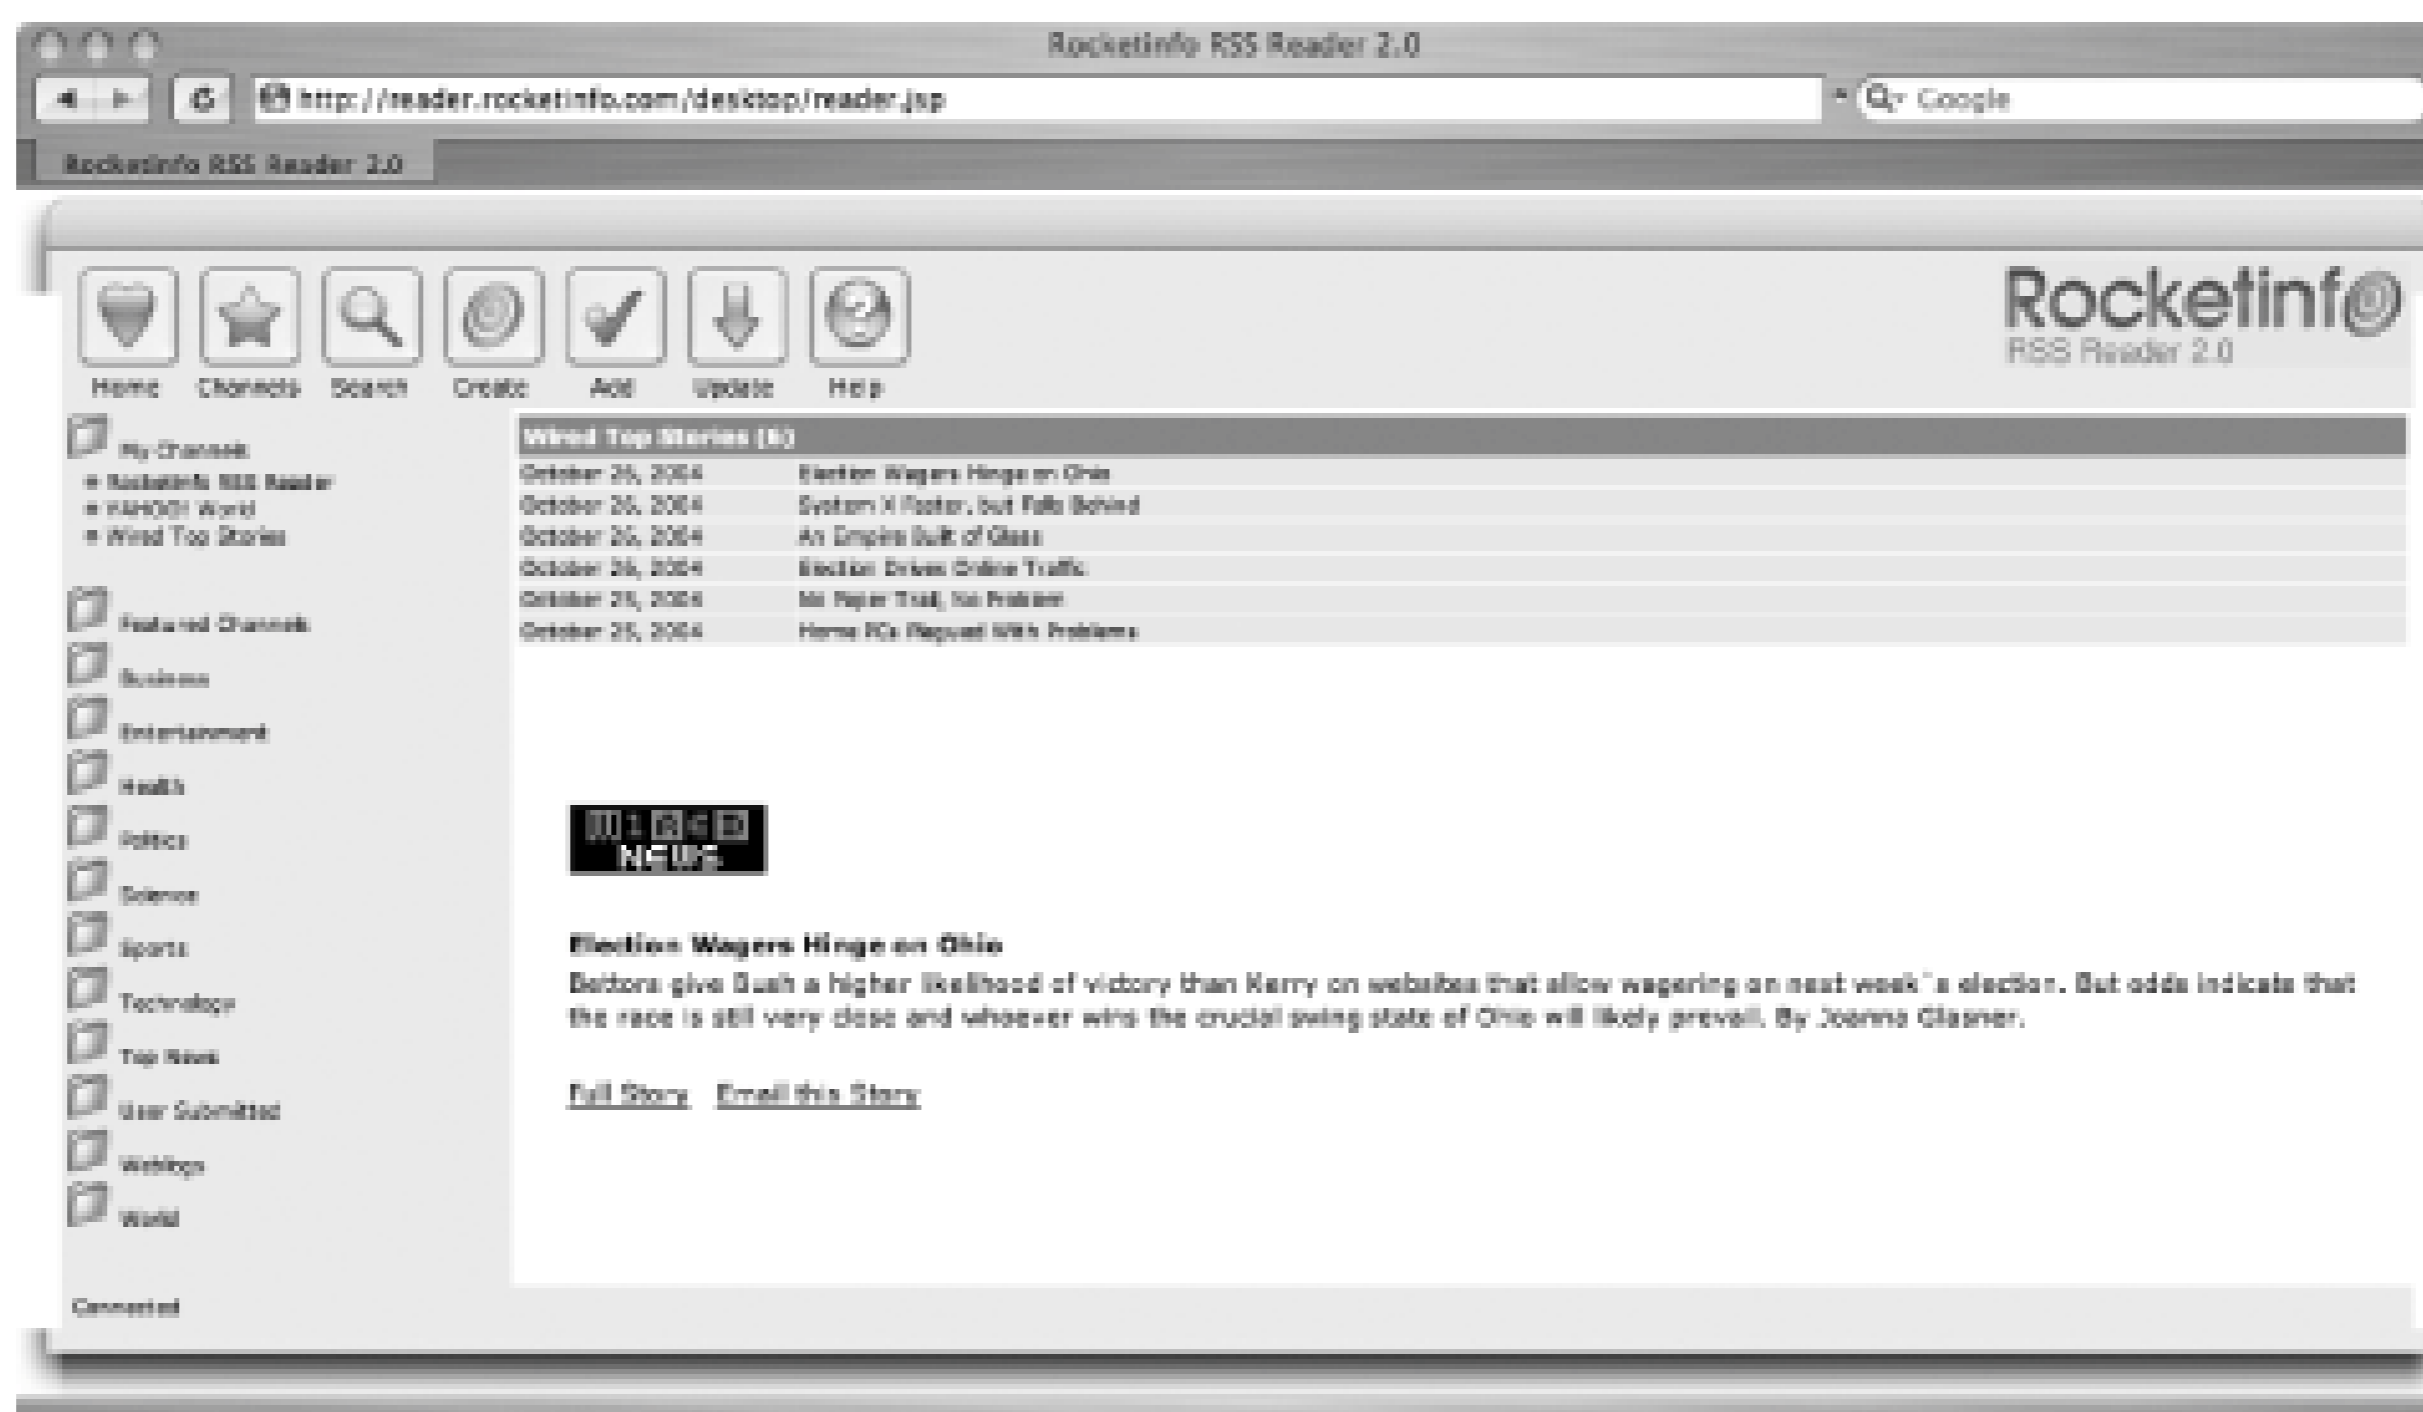 Rocketinfo RSS Reader 2.0
http://reader.rocketinfo.com/desktop/reader.jsp
Google
Rocketinfo RSS Reader 2.0
Rocketinfo
RSS Reader 2.0
Home Channels Search Create Add Update Help
My Channels
Rocketinfo RSS Reader
YAHOO! World
Wired Top Stories
Featured Channels
Business
Entertainment
Health
Politics
Science
Sports
Technology
Top News
User Submitted
Weblogs
World
Connected
Wired Top Stories (6)
October 26, 2004 Election Wagers Hinge on Ohio
October 26, 2004 System X Faster, but Falls Behind
October 26, 2004 An Empire Built of Glass
October 26, 2004 Election Drives Online Traffic
October 25, 2004 No Paper Trail, No Problem
October 25, 2004 Home PCs Plagued With Problems
WIRED
NEWS
Election Wagers Hinge on Ohio
Bettors give Bush a higher likelihood of victory than Kerry on websites that allow wagering on next week`s election. But odds indicate that
the race is still very close and whoever wins the crucial swing state of Ohio will likely prevail. By Joanna Glasner.
Full Story Email this Story